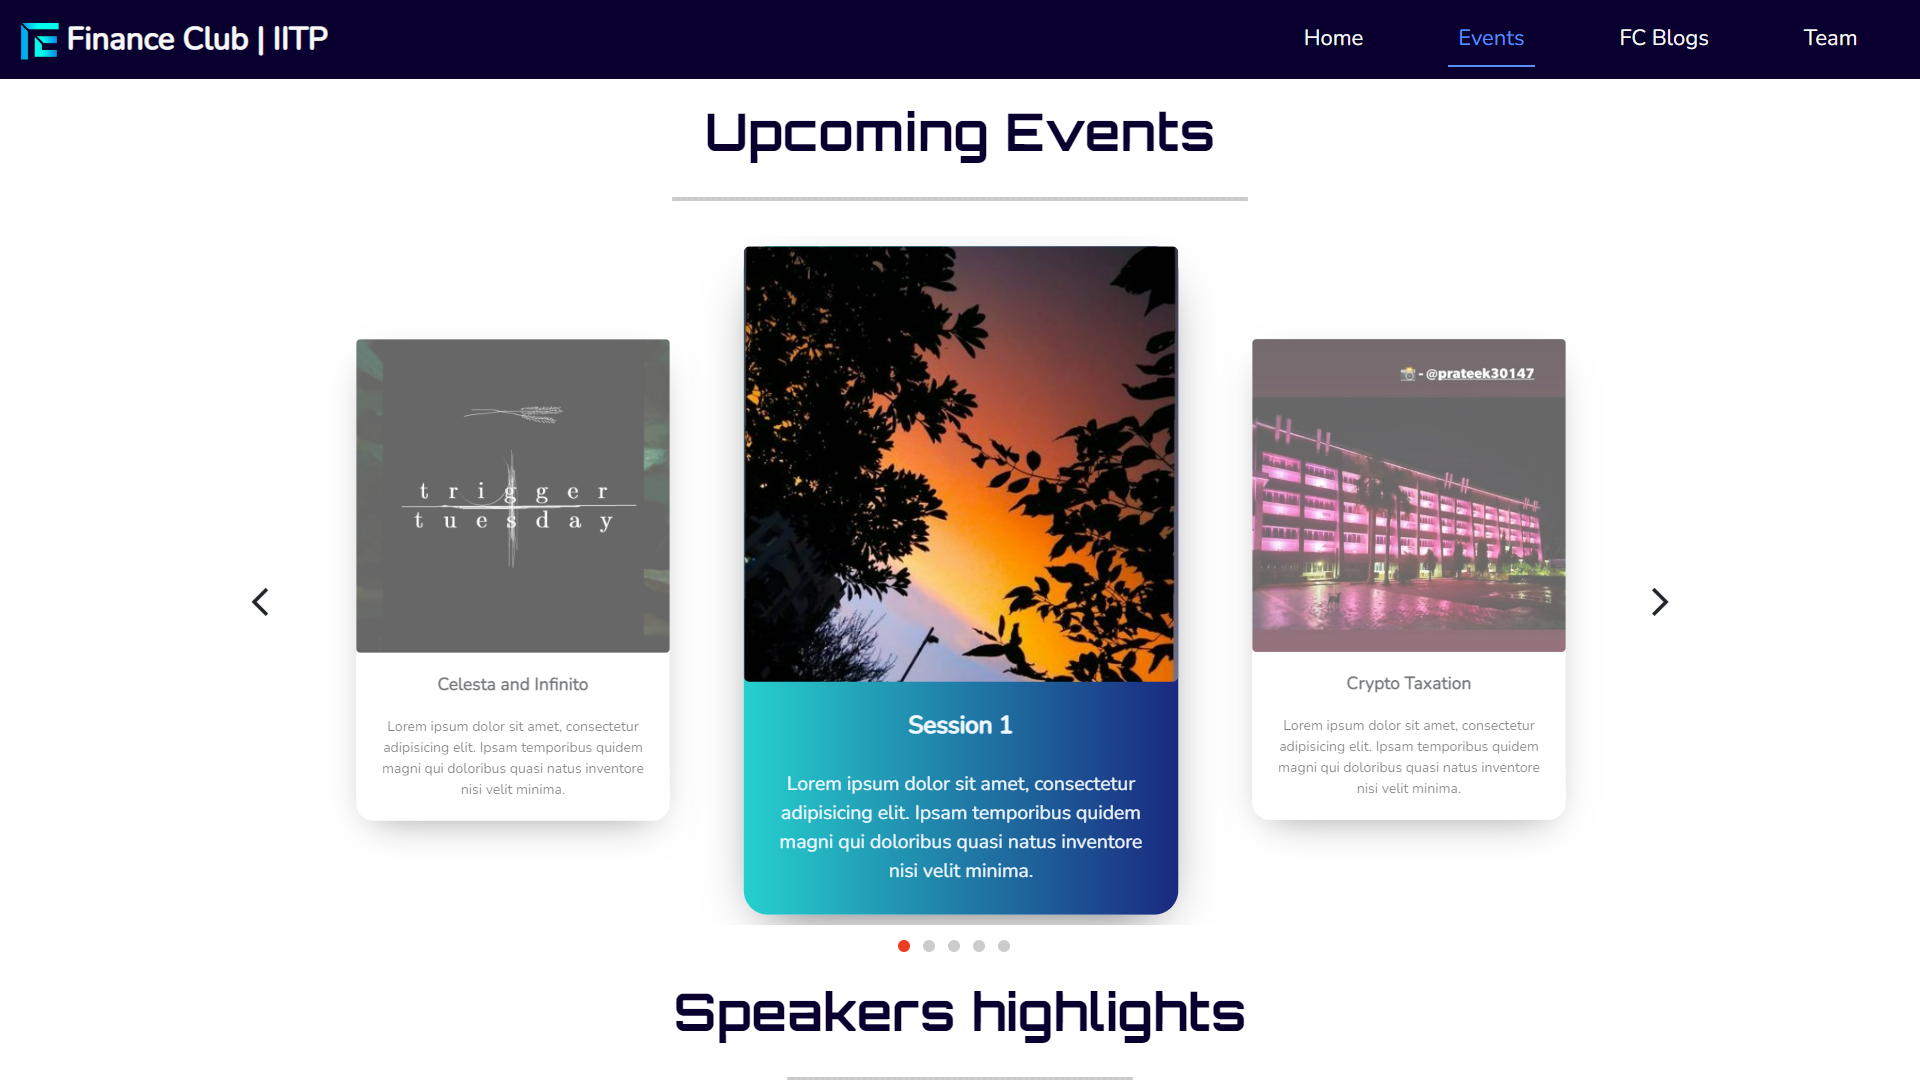 Finance Club | IITP
Home
Events
FC Blogs
Team
Upcoming Events
trigger
tuesday
Celesta and Infinito
Lorem ipsum dolor sit amet, consectetur
adipisicing elit. Ipsam temporibus quidem
magni qui doloribus quasi natus inventore
nisi velit minima.
Session 1
Lorem ipsum dolor sit amet, consectetur
adipisicing elit. Ipsam temporibus quidem
magni qui doloribus quasi natus inventore
nisi velit minima.
- @prateek30147
Crypto Taxation
Lorem ipsum dolor sit amet, consectetur
adipisicing elit. Ipsam temporibus quidem
magni qui doloribus quasi natus inventore
nisi velit minima.
Speakers highlights